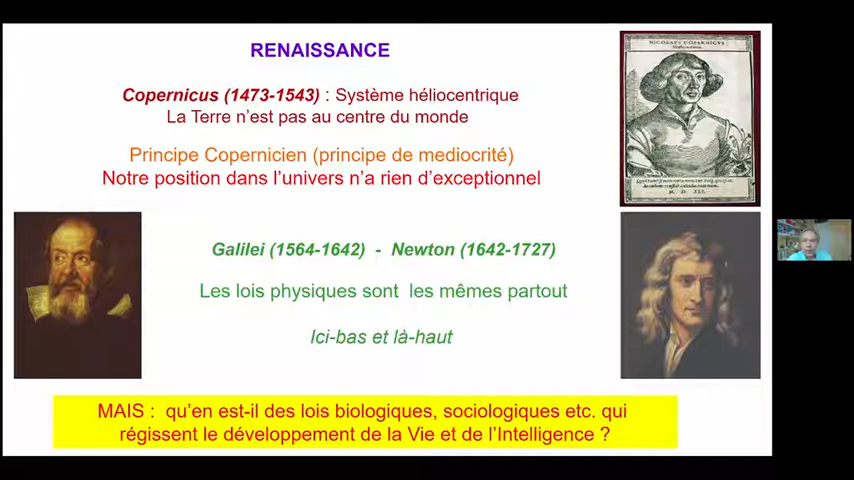 RENAISSANCE
Copernicus (1473-1543) : Système héliocentrique
La Terre n'est pas au centre du monde
Principe Copernicien (principe de mediocrité)
Notre position dans l'univers n'a rien d'exceptionnel
Galilei (1564-1642) - Newton (1642-1727)
Les lois physiques sont les mêmes partout
Ici-bas et là-haut
MAIS : qu'en est-il des lois biologiques, sociologiques etc. qui
régissent le développement de la Vie et de l'Intelligence ?